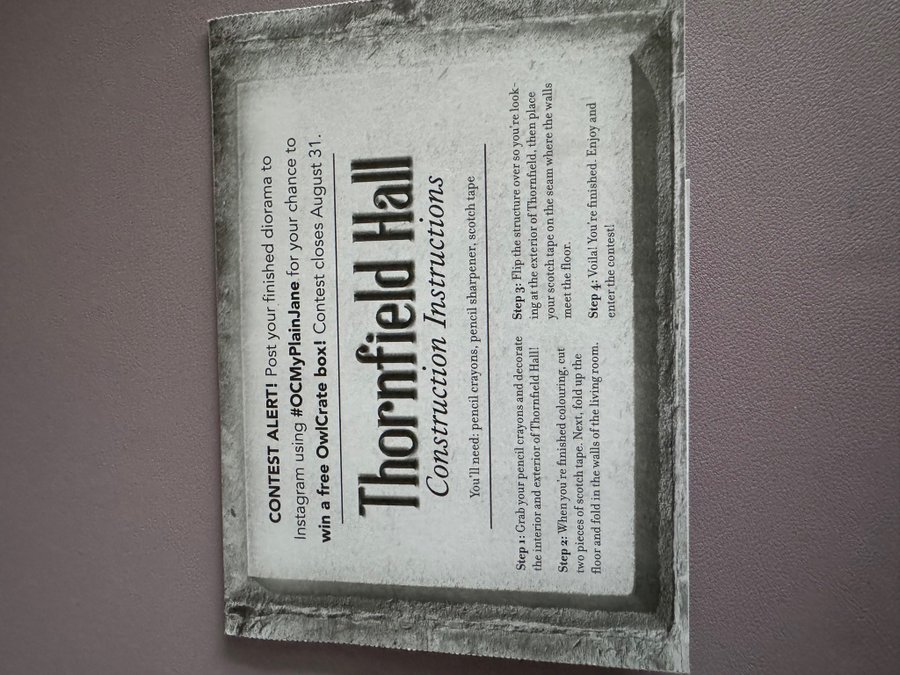 CONTEST ALERT! Post your finished diorama to
Instagram using #OCMyPlainJane for your chance to
win a free OwlCrate box! Contest closes August 31.
Thornfield Hall
Construction Instructions
You'll need: pencil crayons, pencil sharpener, scotch tape
Step 1: Grab your pencil crayons and decorate
the interior and exterior of Thornfield Hall!
Step 2: When you're finished colouring, cut
two pieces of scotch tape. Next, fold up the
floor and fold in the walls of the living room.
Step 3: Flip the structure over so you're look-
ing at the exterior of Thornfield, then place
your scotch tape on the seam where the walls
meet the floor.
Step 4: Voila! You're finished. Enjoy and
enter the contest!